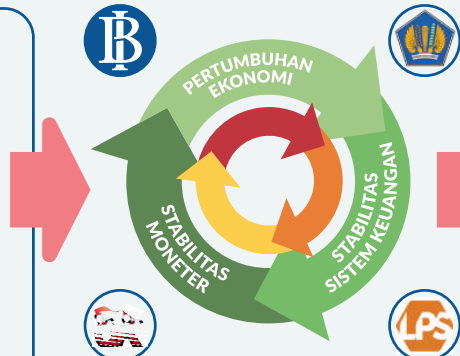 PERTUMBUHAN
EKONOMI
STABILITAS
SISTEM KEUANGAN
STABILITAS
MONETER
LPS